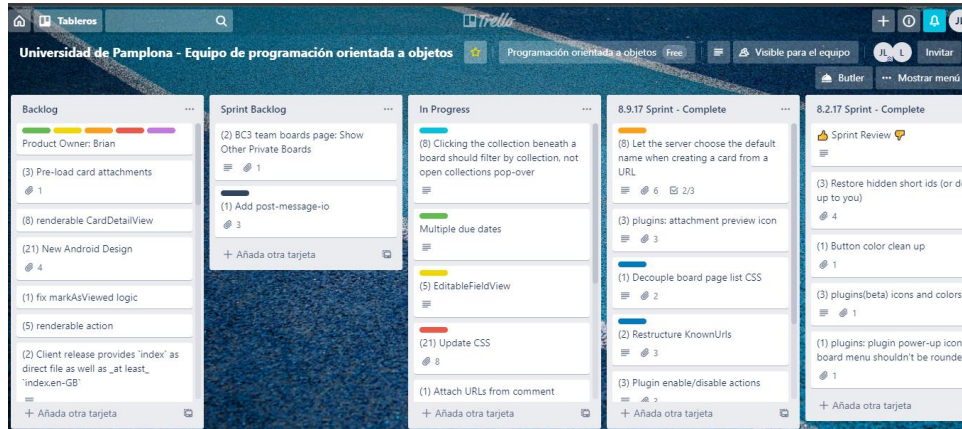 Tableros
Trello
JL
Universidad de Pamplona - Equipo de programación orientada a objetos
Programación orientada a objetos Free
Visible para el equipo
JL L
Invitar
Butler
... Mostrar menú
Backlog ...
Product Owner: Brian
(3) Pre-load card attachments
1
(8) renderable CardDetailView
(21) New Android Design
4
(1) fix markAsViewed logic
(5) renderable action
(2) Client release provides `index` as
direct file as well as _at least_
`index.en-GB`
+ Añada otra tarjeta
Sprint Backlog ...
(2) BC3 team boards page: Show
Other Private Boards
1
(1) Add post-message-io
3
+ Añada otra tarjeta
In Progress ...
(8) Clicking the collection beneath a
board should filter by collection, not
open collections pop-over
Multiple due dates
(5) EditableFieldView
(21) Update CSS
8
(1) Attach URLs from comment
+ Añada otra tarjeta
8.9.17 Sprint - Complete ...
(8) Let the server choose the default
name when creating a card from a
URL
6 2/3
(3) plugins: attachment preview icon
3
(1) Decouple board page list CSS
2
(2) Restructure KnownUrls
3
(3) Plugin enable/disable actions
+ Añada otra tarjeta
8.2.17 Sprint - Complete
👍 Sprint Review 👎
(3) Restore hidden short ids (or
up to you)
4
(1) Button color clean up
1
(3) plugins(beta) icons and colors
1
(1) plugins: plugin power-up icon
board menu shouldn't be rounde
1
+ Añada otra tarjeta